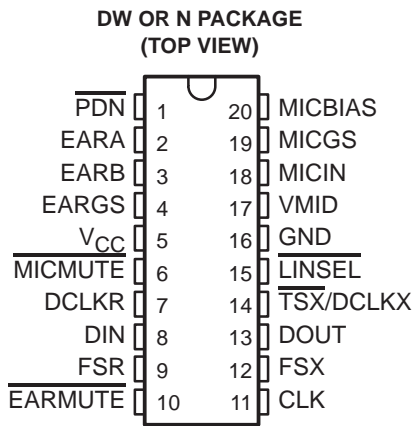 DW OR N PACKAGE
(TOP VIEW)
PDN 1 20 MICBIAS
EARA 2 19 MICGS
EARB 3 18 MICIN
EARGS 4 17 VMID
VCC 5 16 GND
MICMUTE 6 15 LINSEL
DCLKR 7 14 TSX/DCLKX
DIN 8 13 DOUT
FSR 9 12 FSX
EARMUTE 10 11 CLK